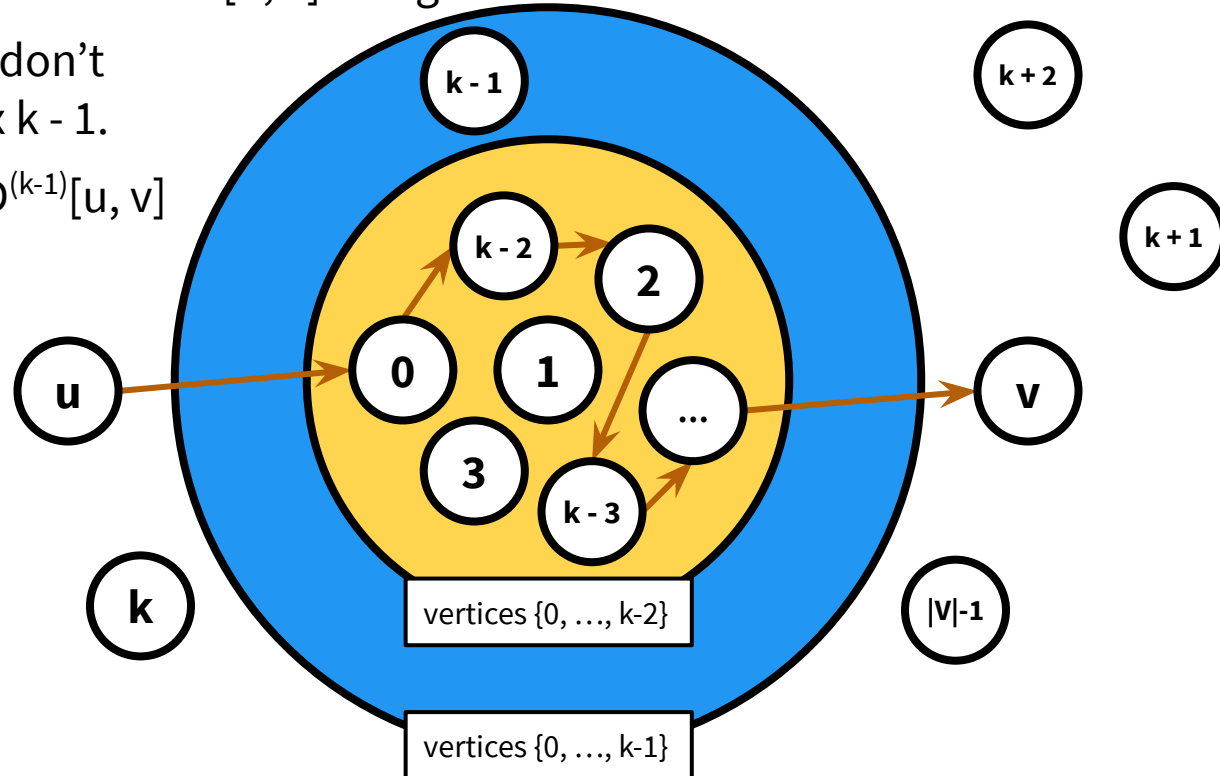 don't
k - 1.
(k-1)[u, v]
k - 1
k + 2
k - 2
k + 1
2
0
1
u
...
v
3
k - 3
k
vertices {0, …, k-2}
|V|-1
vertices {0, …, k-1}